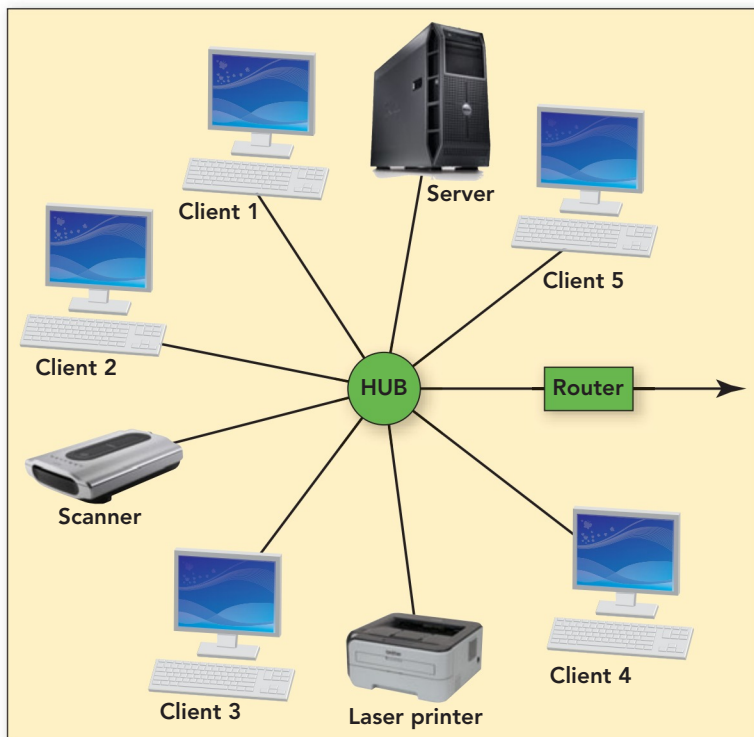 Client 1
Server
Client 5
Client 2
HUB
Router
Scanner
Client 3
Laser printer
Client 4